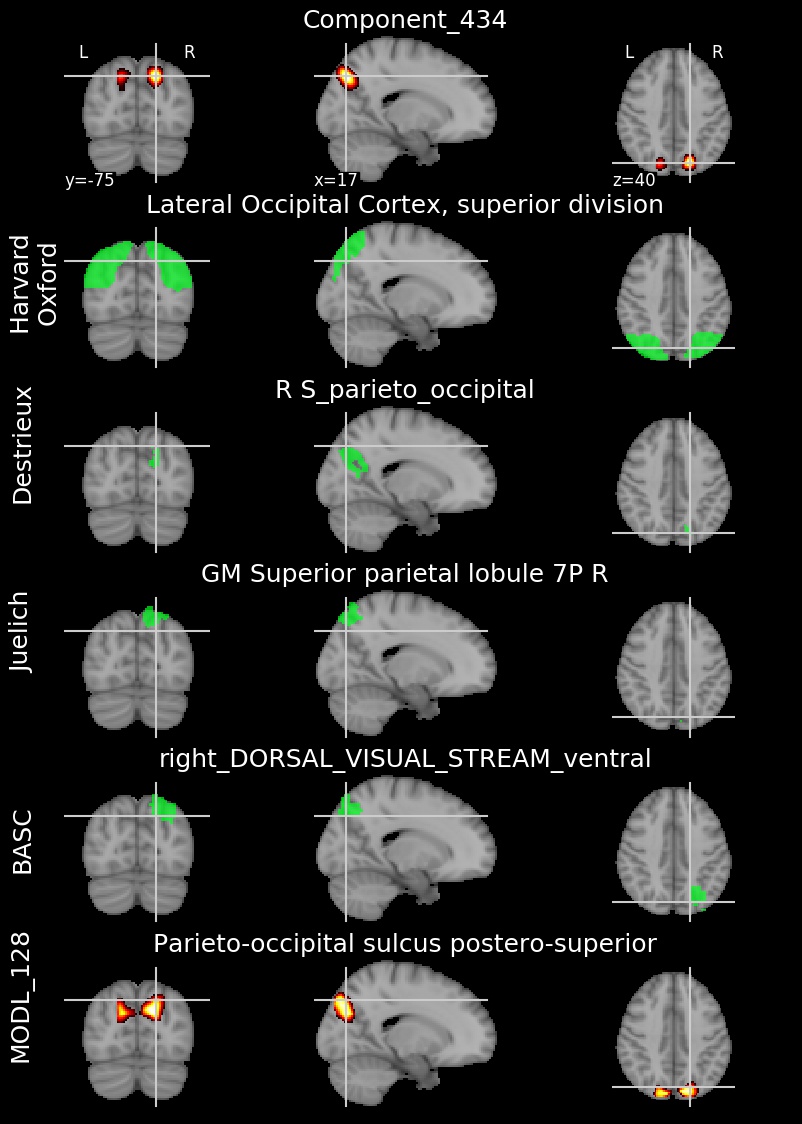 Component_434
L R L R
y=-75 x=17 z=40
Lateral Occipital Cortex, superior division
Harvard
Oxford
R S_parieto_occipital
Destrieux
GM Superior parietal lobule 7P R
Juelich
right_DORSAL_VISUAL_STREAM_ventral
BASC
Parieto-occipital sulcus postero-superior
MODL_128